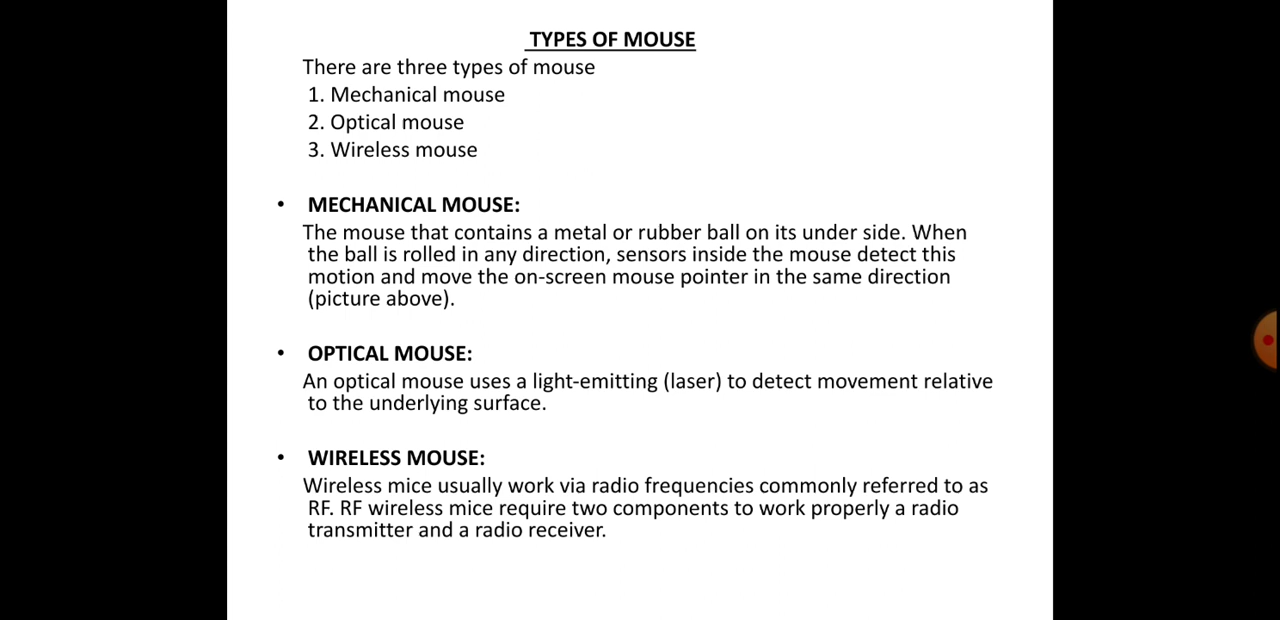 TYPES OF MOUSE
There are three types of mouse
1. Mechanical mouse
2. Optical mouse
3. Wireless mouse
• MECHANICAL MOUSE:
The mouse that contains a metal or rubber ball on its under side. When
the ball is rolled in any direction, sensors inside the mouse detect this
motion and move the on-screen mouse pointer in the same direction
(picture above).
• OPTICAL MOUSE:
An optical mouse uses a light-emitting (laser) to detect movement relative
to the underlying surface.
• WIRELESS MOUSE:
Wireless mice usually work via radio frequencies commonly referred to as
RF. RF wireless mice require two components to work properly a radio
transmitter and a radio receiver.